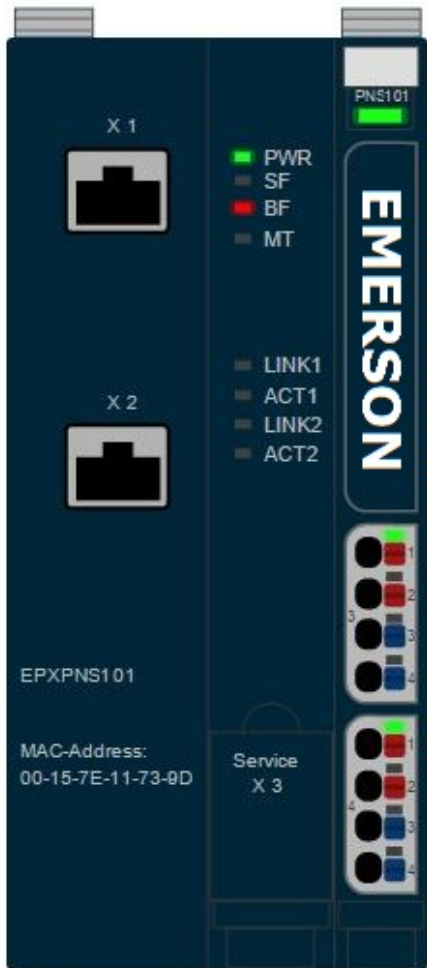 PNS101
X 1
PWR
SF
BF
MT
EMERSON
LINK1
ACT1
X 2
LINK2
ACT2
1
2
3
3
4
EPXPNS101
MAC-Address:
00-15-7E-11-73-9D
Service
X 3
1
2
4
3
4